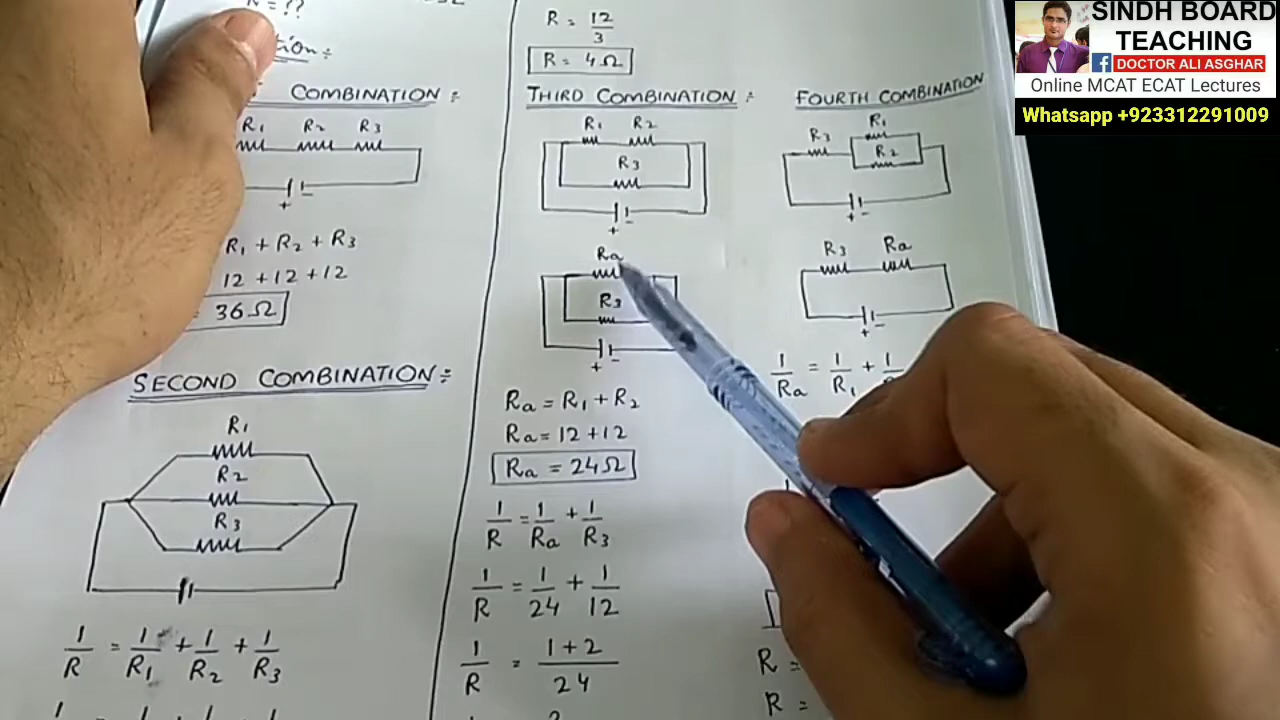 R = ??
tion:-
COMBINATION :-
R₁ R₂ R₃
+ -
R₁ + R₂ + R₃
12 + 12 + 12
= 36Ω
SECOND COMBINATION :-
R₁
R₂
R₃
1/R = 1/R₁ + 1/R₂ + 1/R₃
R = 12/3
R = 4Ω
THIRD COMBINATION :-
R₁ R₂
R₃
+ -
Ra
R₃
+ -
Ra = R₁ + R₂
Ra = 12 + 12
Ra = 24Ω
1/R = 1/Ra + 1/R₃
1/R = 1/24 + 1/12
1/R = 1+2/24
FOURTH COMBINATION
R₁
R₃
R₂
+ -
R₃ Ra
+ -
1/Ra = 1/R₁ +
R =
R =
SINDH BOARD
TEACHING
f DOCTOR ALI ASGHAR
Online MCAT ECAT Lectures
Whatsapp +923312291009